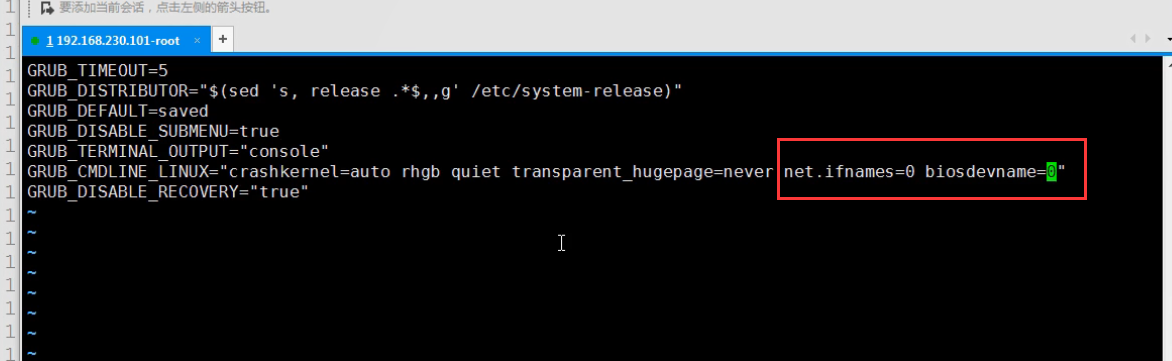 要添加当前会话，点击左侧的箭头按钮。
1 192.168.230.101-root × +
GRUB_TIMEOUT=5
GRUB_DISTRIBUTOR="$(sed 's, release .*$,,g' /etc/system-release)"
GRUB_DEFAULT=saved
GRUB_DISABLE_SUBMENU=true
GRUB_TERMINAL_OUTPUT="console"
GRUB_CMDLINE_LINUX="crashkernel=auto rhgb quiet transparent_hugepage=never net.ifnames=0 biosdevname=0"
GRUB_DISABLE_RECOVERY="true"
~
~
~
~
~
~
~
~